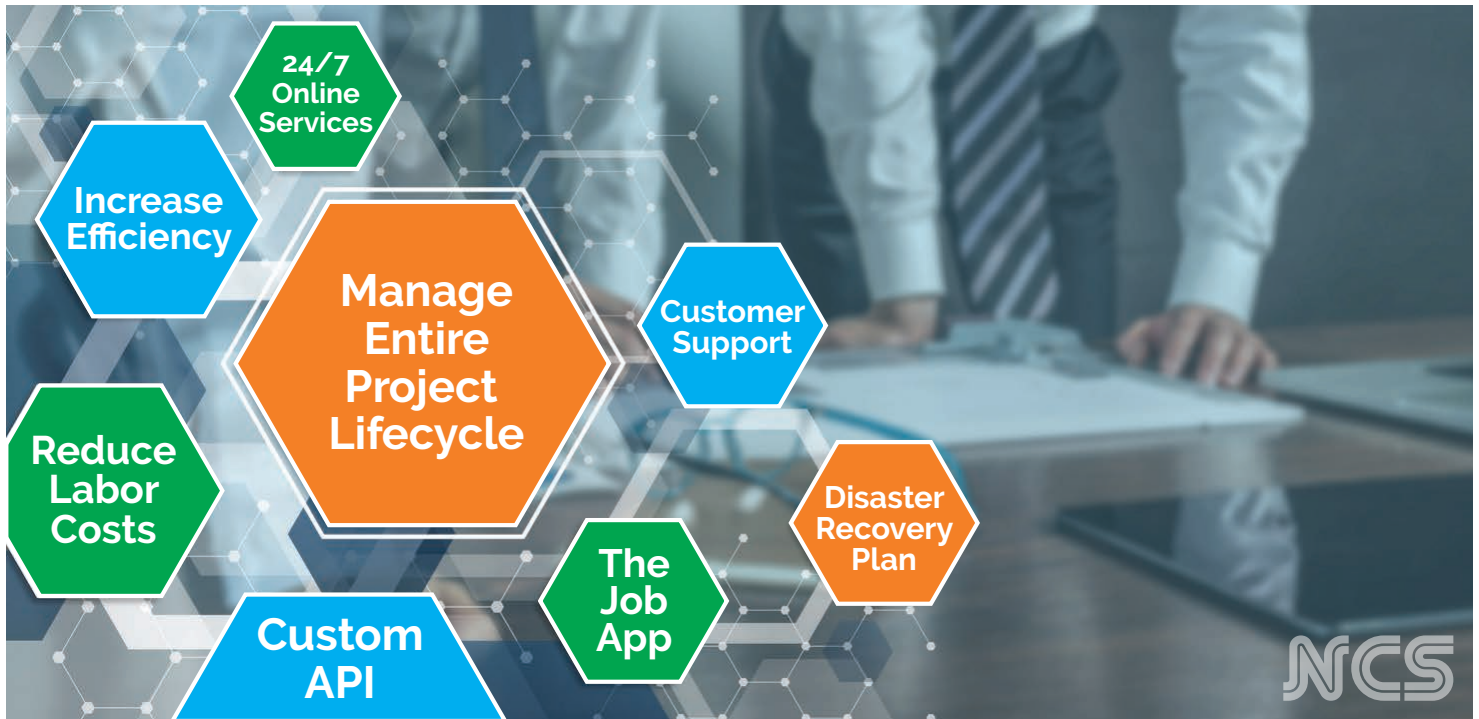 24/7
Online
Services
Increase
Efficiency
Manage
Entire
Project
Lifecycle
Customer
Support
Reduce
Labor
Costs
Disaster
Recovery
Plan
The
Job
App
Custom
API
NCS